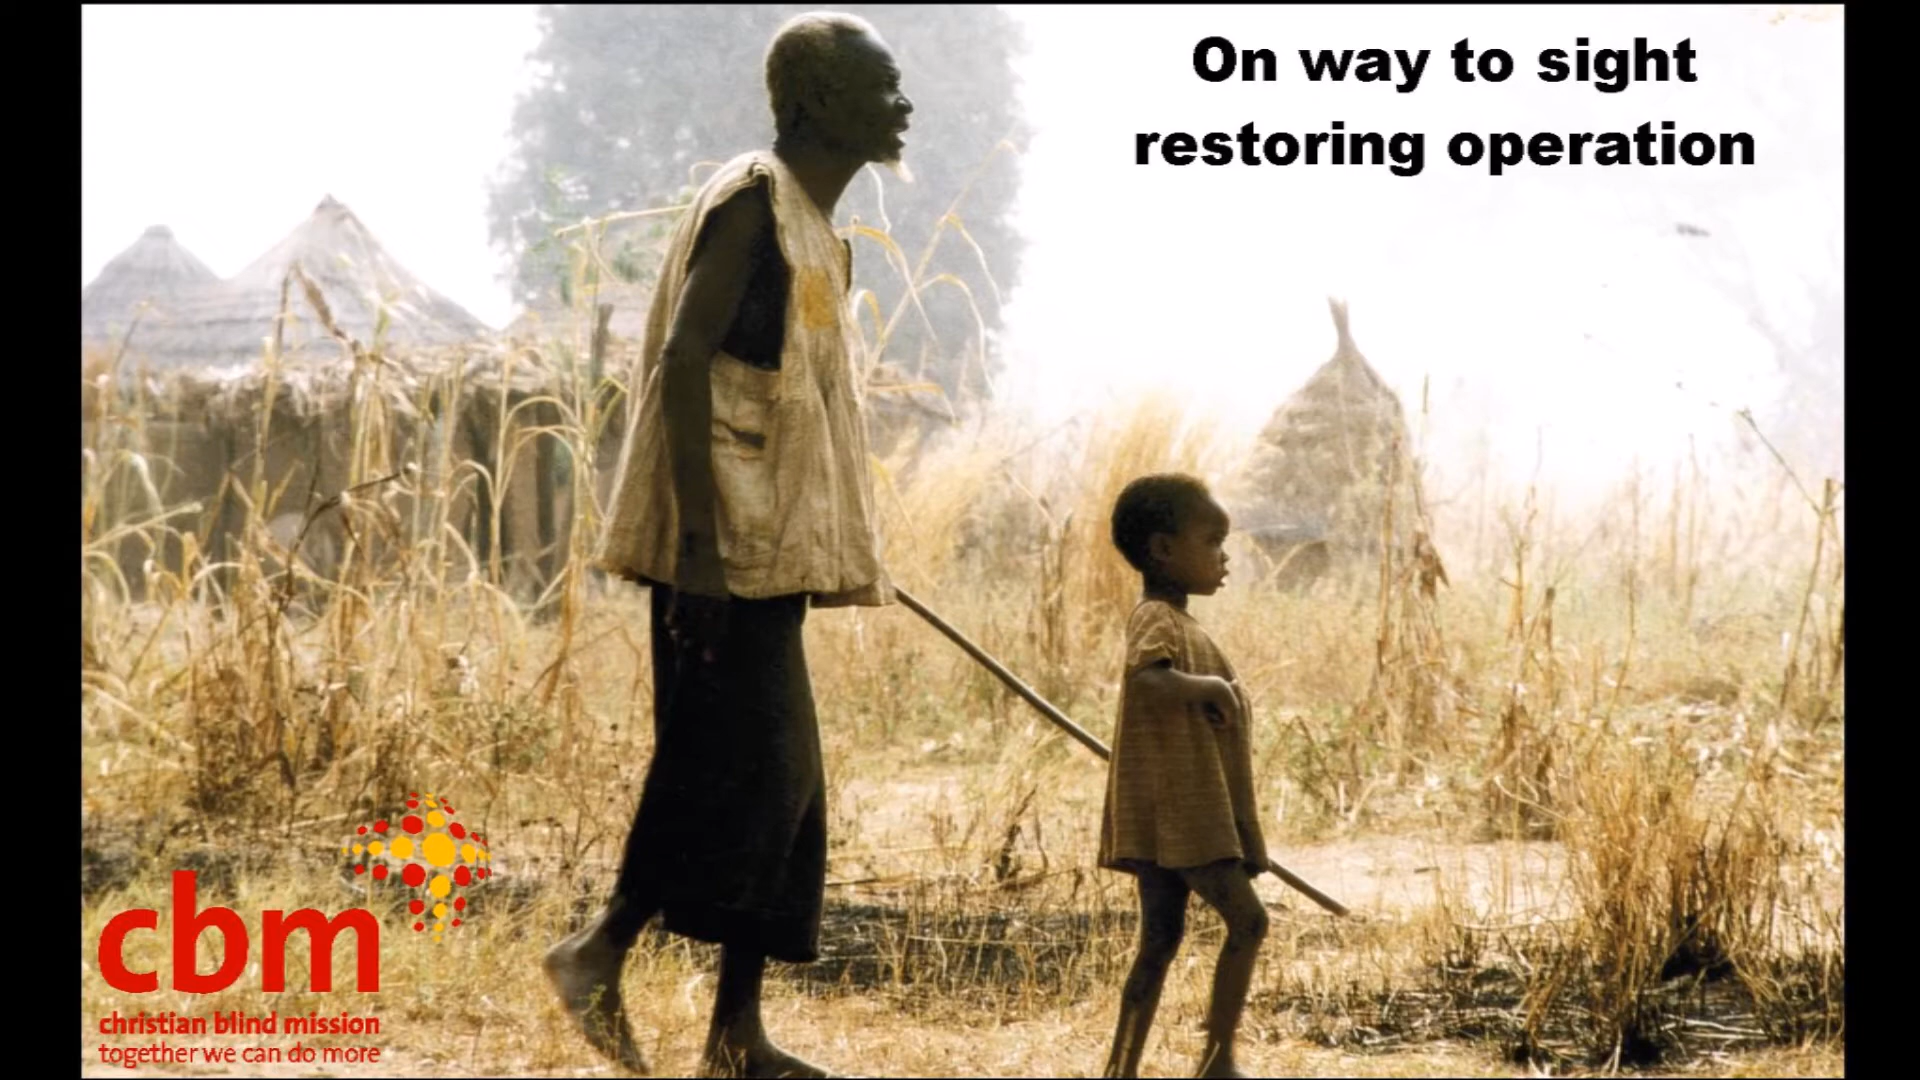 On way to sight
restoring operation
cbm
christian blind mission
together we can do more